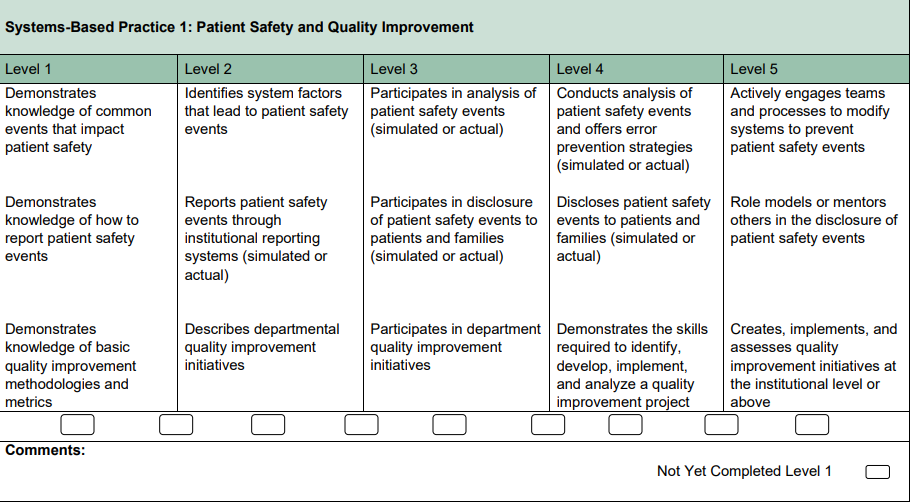 Systems-Based Practice 1: Patient Safety and Quality Improvement
Level 1
Level 2
Level 3
Level 4
Level 5
Demonstrates
knowledge of common
events that impact
patient safety
Identifies system factors
that lead to patient safety
events
Participates in analysis of
patient safety events
(simulated or actual)
Conducts analysis of
patient safety events
and offers error
prevention strategies
(simulated or actual)
Actively engages teams
and processes to modify
systems to prevent
patient safety events
Demonstrates
knowledge of how to
report patient safety
events
Reports patient safety
events through
institutional reporting
systems (simulated or
actual)
Participates in disclosure
of patient safety events to
patients and families
(simulated or actual)
Discloses patient safety
events to patients and
families (simulated or
actual)
Role models or mentors
others in the disclosure of
patient safety events
Demonstrates
knowledge of basic
quality improvement
methodologies and
metrics
Describes departmental
quality improvement
initiatives
Participates in department
quality improvement
initiatives
Demonstrates the skills
required to identify,
develop, implement,
and analyze a quality
improvement project
Creates, implements, and
assesses quality
improvement initiatives at
the institutional level or
above
Comments:
Not Yet Completed Level 1